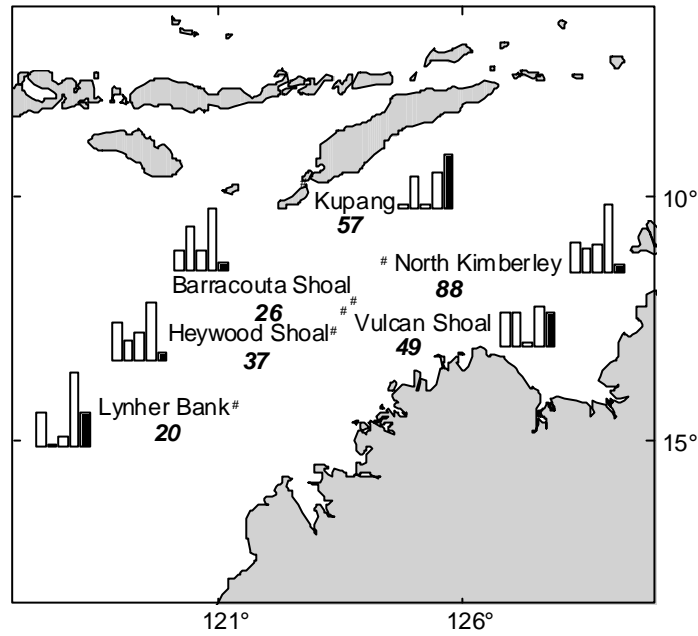 Kupang
57
10°
# North Kimberley
88
Barracouta Shoal
26
#
#
Heywood Shoal#
37
Vulcan Shoal
49
Lynher Bank#
20
15°
121°
126°